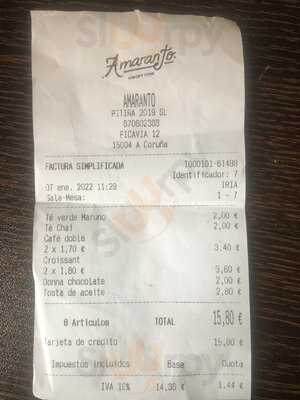 Amaranto
AMARANTO
PITINA 2019 SL
FICAVIA 12
15004 A Coruña
FACTURA SIMPLIFICADA T000101-61488
Identificador: 7
07 ene. 2022 11:29 IRIA
Sala-Mesa: 1 - 7
Té verde Maruno 2,00 €
Té Chai 2,00 €
Café doble
2 x 1,70 € 3,40 €
Croissant
2 x 1,80 € 3,60 €
Donna chocolate 2,00 €
Tosta de aceite 2,80 €
8 Artículos TOTAL 15,80 €
Tarjeta de crédito 15,80 €
Impuestos incluidos Base Cuota
IVA 10% 14,36 € 1,44 €